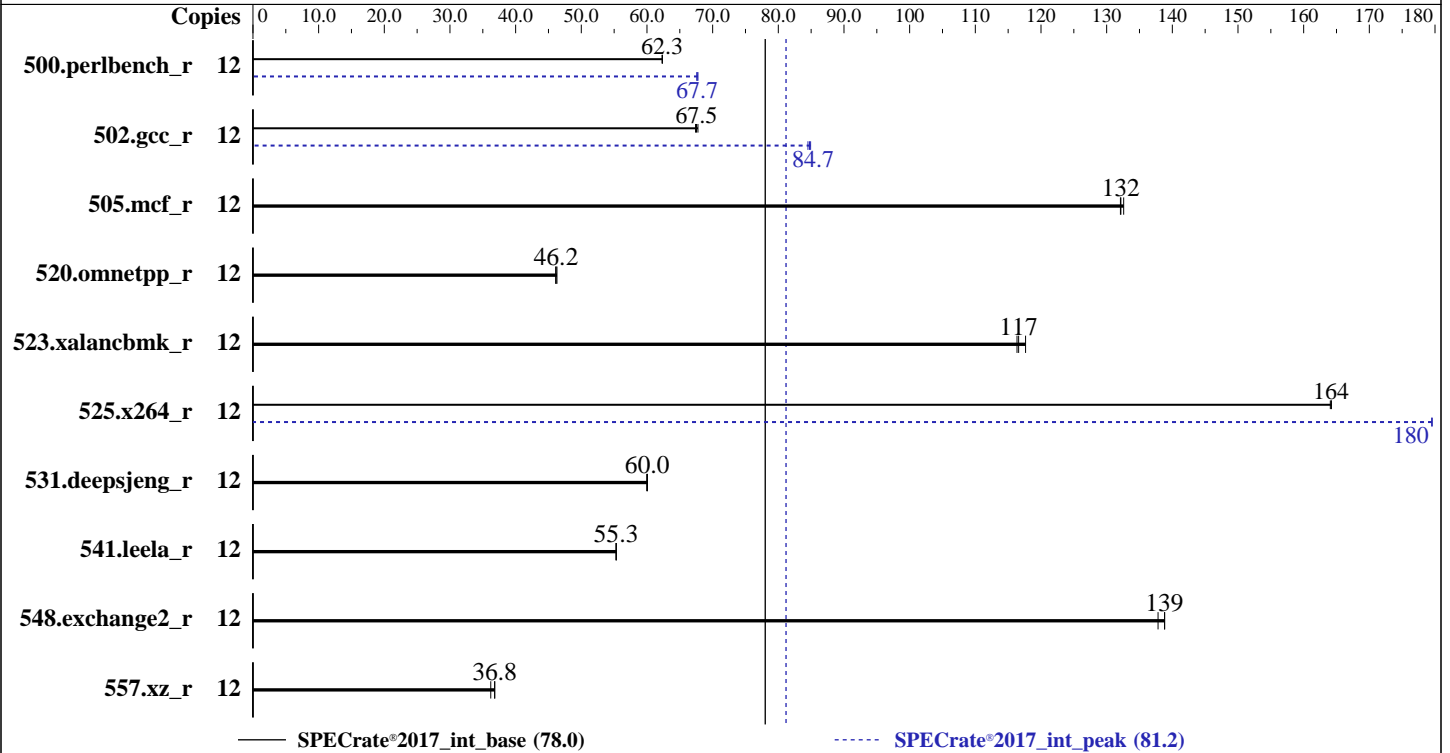 Copies
0 10.0 20.0 30.0 40.0 50.0 60.0 70.0 80.0 90.0 100 110 120 130 140 150 160 170 180
62.3
500.perlbench_r 12
67.7
67.5
502.gcc_r 12
84.7
132
505.mcf_r 12
46.2
520.omnetpp_r 12
117
523.xalancbmk_r 12
164
525.x264_r 12
180
60.0
531.deepsjeng_r 12
55.3
541.leela_r 12
139
548.exchange2_r 12
36.8
557.xz_r 12
SPECrate®2017_int_base (78.0) SPECrate®2017_int_peak (81.2)